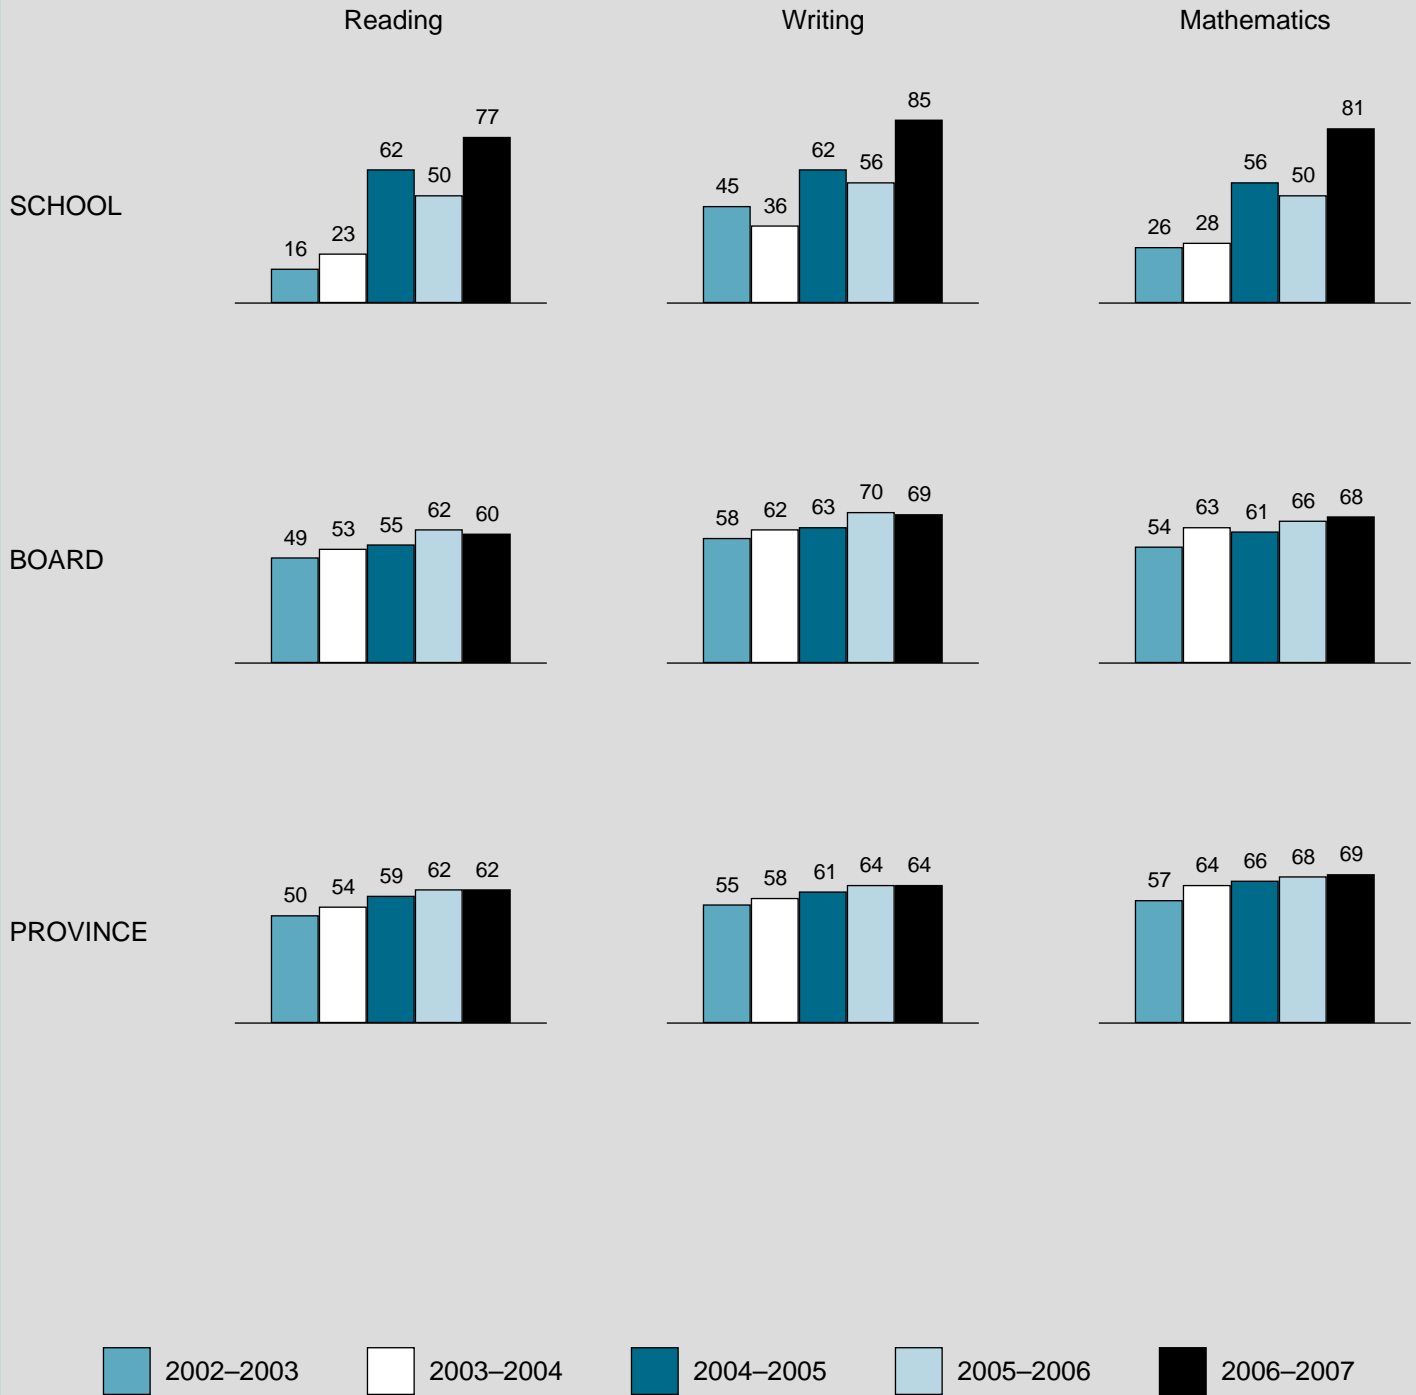 Reading Writing Mathematics
SCHOOL
16 23 62 50 77
45 36 62 56 85
26 28 56 50 81
BOARD
49 53 55 62 60
58 62 63 70 69
54 63 61 66 68
PROVINCE
50 54 59 62 62
55 58 61 64 64
57 64 66 68 69
2002–2003 2003–2004 2004–2005 2005–2006 2006–2007